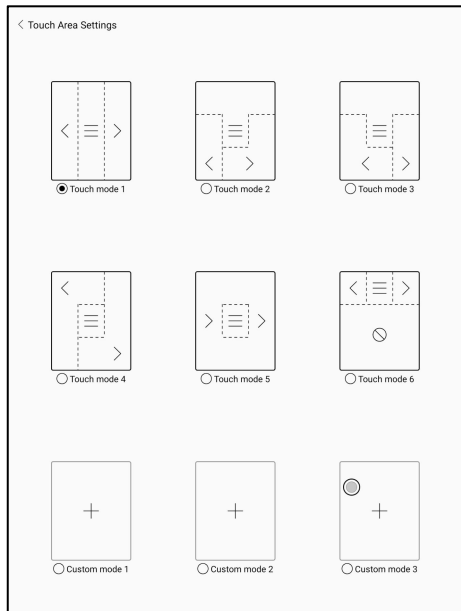 Touch Area Settings
Touch mode 1
Touch mode 2
Touch mode 3
Touch mode 4
Touch mode 5
Touch mode 6
Custom mode 1
Custom mode 2
Custom mode 3